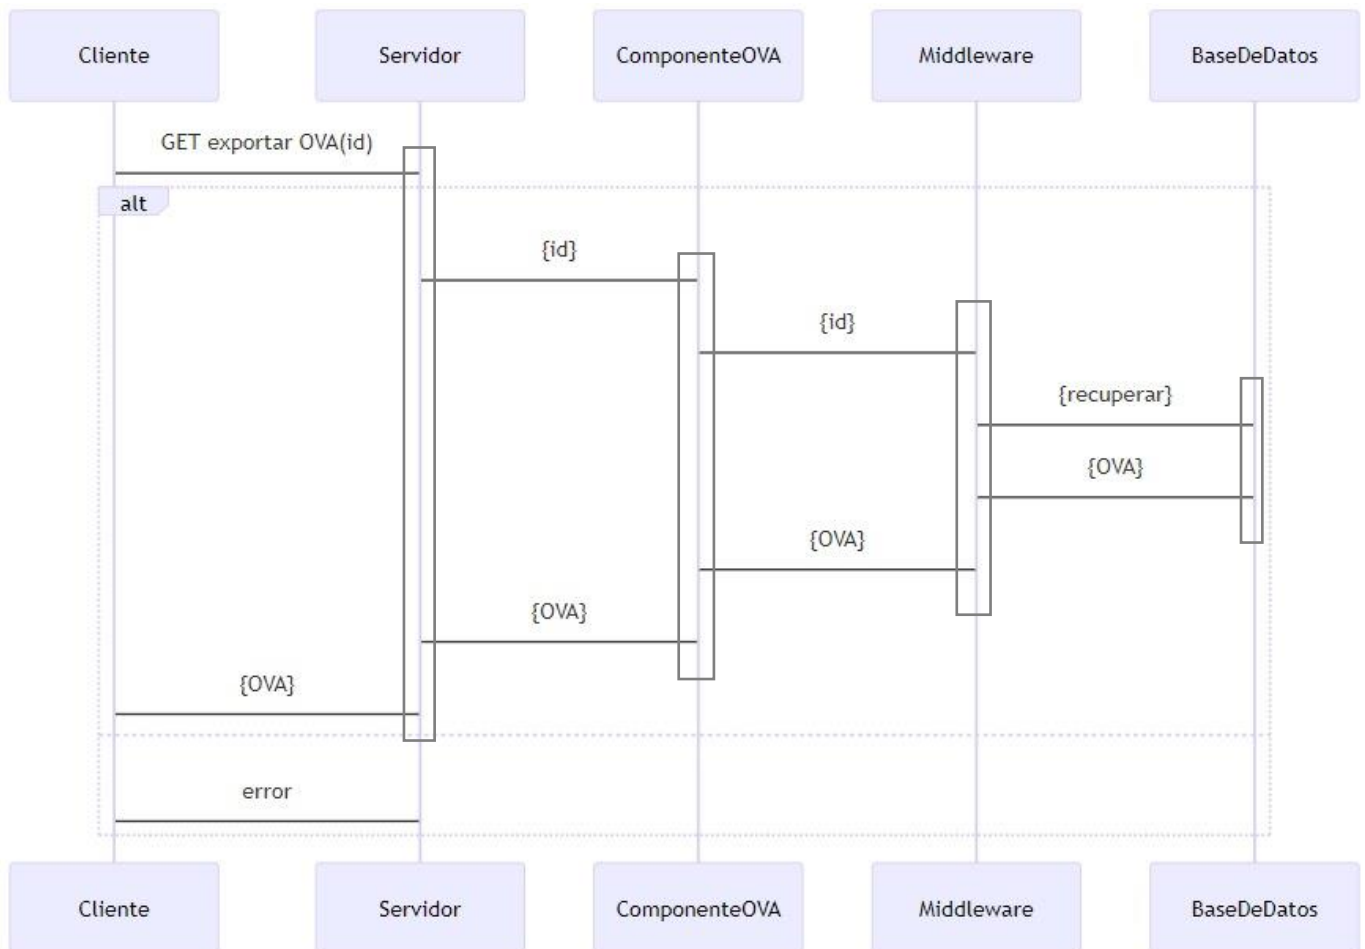 Cliente
Servidor
ComponenteOVA
Middleware
BaseDeDatos
GET exportar OVA(id)
alt
{id}
{id}
{recuperar}
{OVA}
{OVA}
{OVA}
{OVA}
error
Cliente
Servidor
ComponenteOVA
Middleware
BaseDeDatos